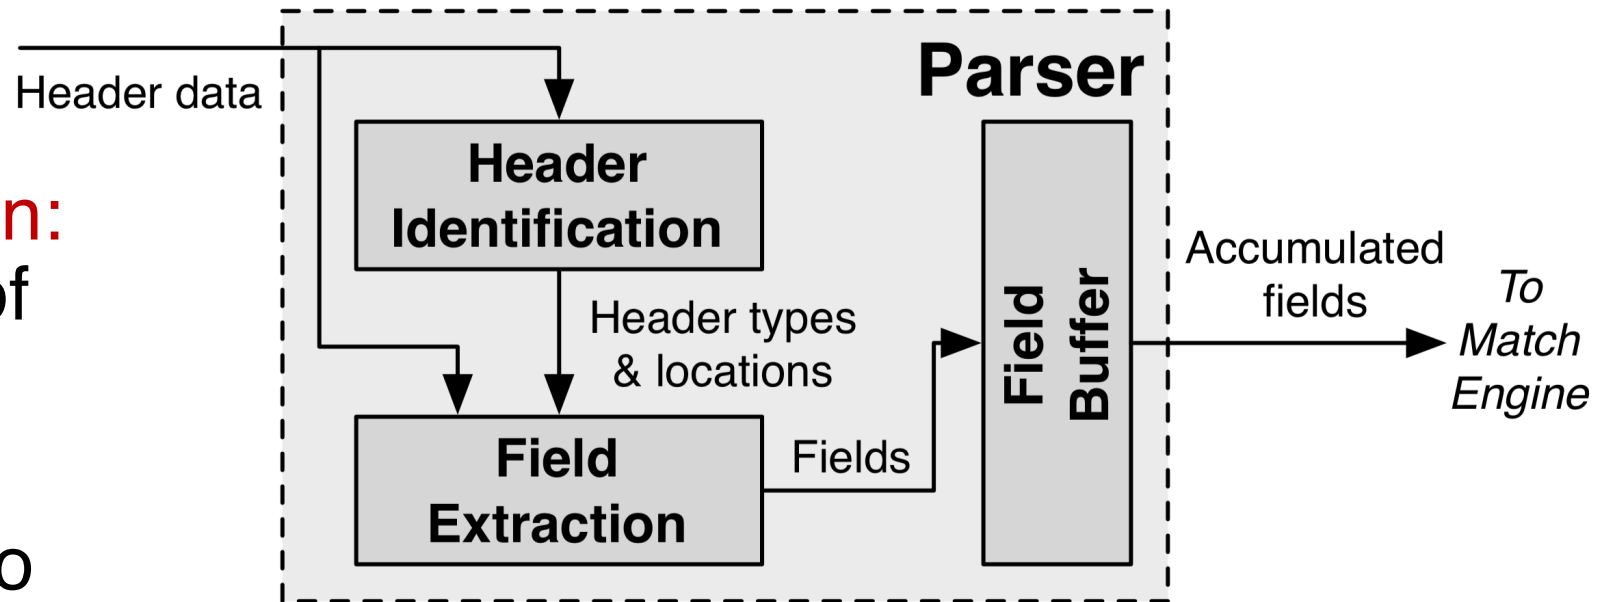 Parser
Header data
Header
Identification
n:
of
Header types
& locations
Field
Buffer
Accumulated
fields
To
Match
Engine
Field
Extraction
Fields
o